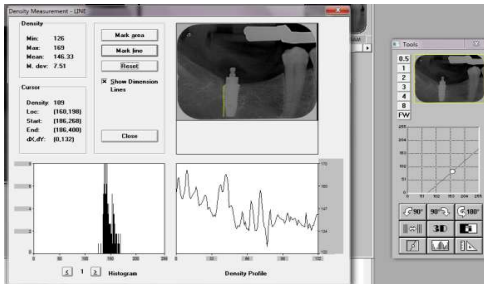 Density Measurement - LINE
Density
Min: 126
Max: 169
Mean: 146.33
M. dev: 7.51
Cursor
Density: 109
Loc: (160,198)
Start: (186,268)
End: (186,400)
dX,dY: (0,132)
Mark area
Mark line
Reset
Show Dimension
Lines
Close
1 Histogram
Density Profile
Tools
0.5
1
2
3
4
8
FW
90°
90°
180°
3D